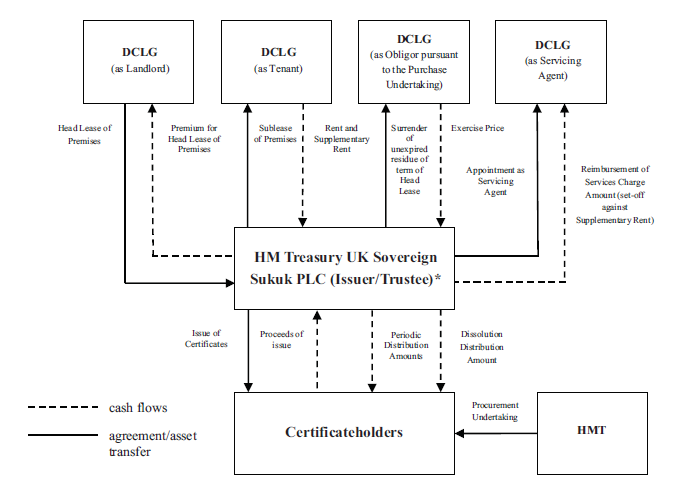 DCLG
(as Landlord)
DCLG
(as Tenant)
DCLG
(as Obligor pursuant
to the Purchase
Undertaking)
DCLG
(as Servicing
Agent)
Head Lease of
Premises
Premium for
Head Lease of
Premises
Sublease
of Premises
Rent and
Supplementary
Rent
Surrender
of
unexpired
residue of
term of
Head
Lease
Exercise Price
Appointment as
Servicing
Agent
Reimbursement of
Services Charge
Amount (set-off
against
Supplementary Rent)
HM Treasury UK Sovereign
Sukuk PLC (Issuer/Trustee)*
Issue of
Certificates
Proceeds of
issue
Periodic
Distribution
Amounts
Dissolution
Distribution
Amount
cash flows
agreement/asset
transfer
Certificateholders
Procurement
Undertaking
HMT